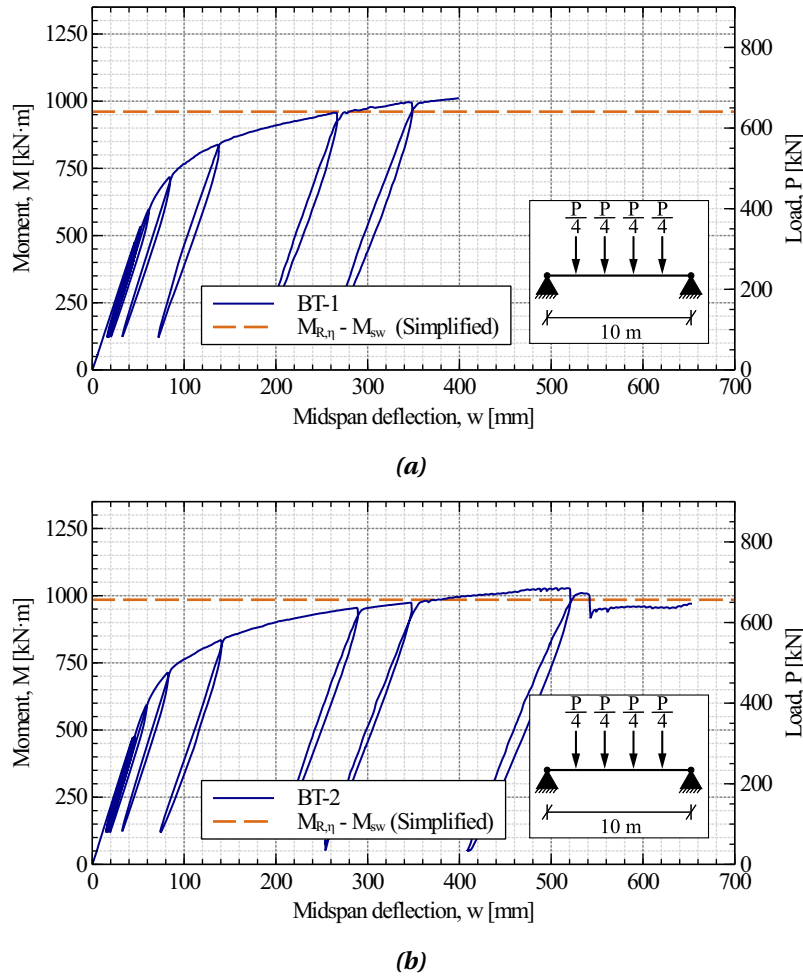 1250
1000
750
500
250
0
Moment, M [kN·m]
800
600
400
200
0
Load, P [kN]
P P P P
4 4 4 4
10 m
BT-1
M_R,η - M_sw (Simplified)
0 100 200 300 400 500 600 700
Midspan deflection, w [mm]
(a)
1250
1000
750
500
250
0
Moment, M [kN·m]
800
600
400
200
0
Load, P [kN]
P P P P
4 4 4 4
10 m
BT-2
M_R,η - M_sw (Simplified)
0 100 200 300 400 500 600 700
Midspan deflection, w [mm]
(b)